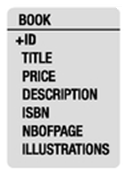 BOOK
+ID
TITLE
PRICE
DESCRIPTION
ISBN
NBOFPAGE
ILLUSTRATIONS